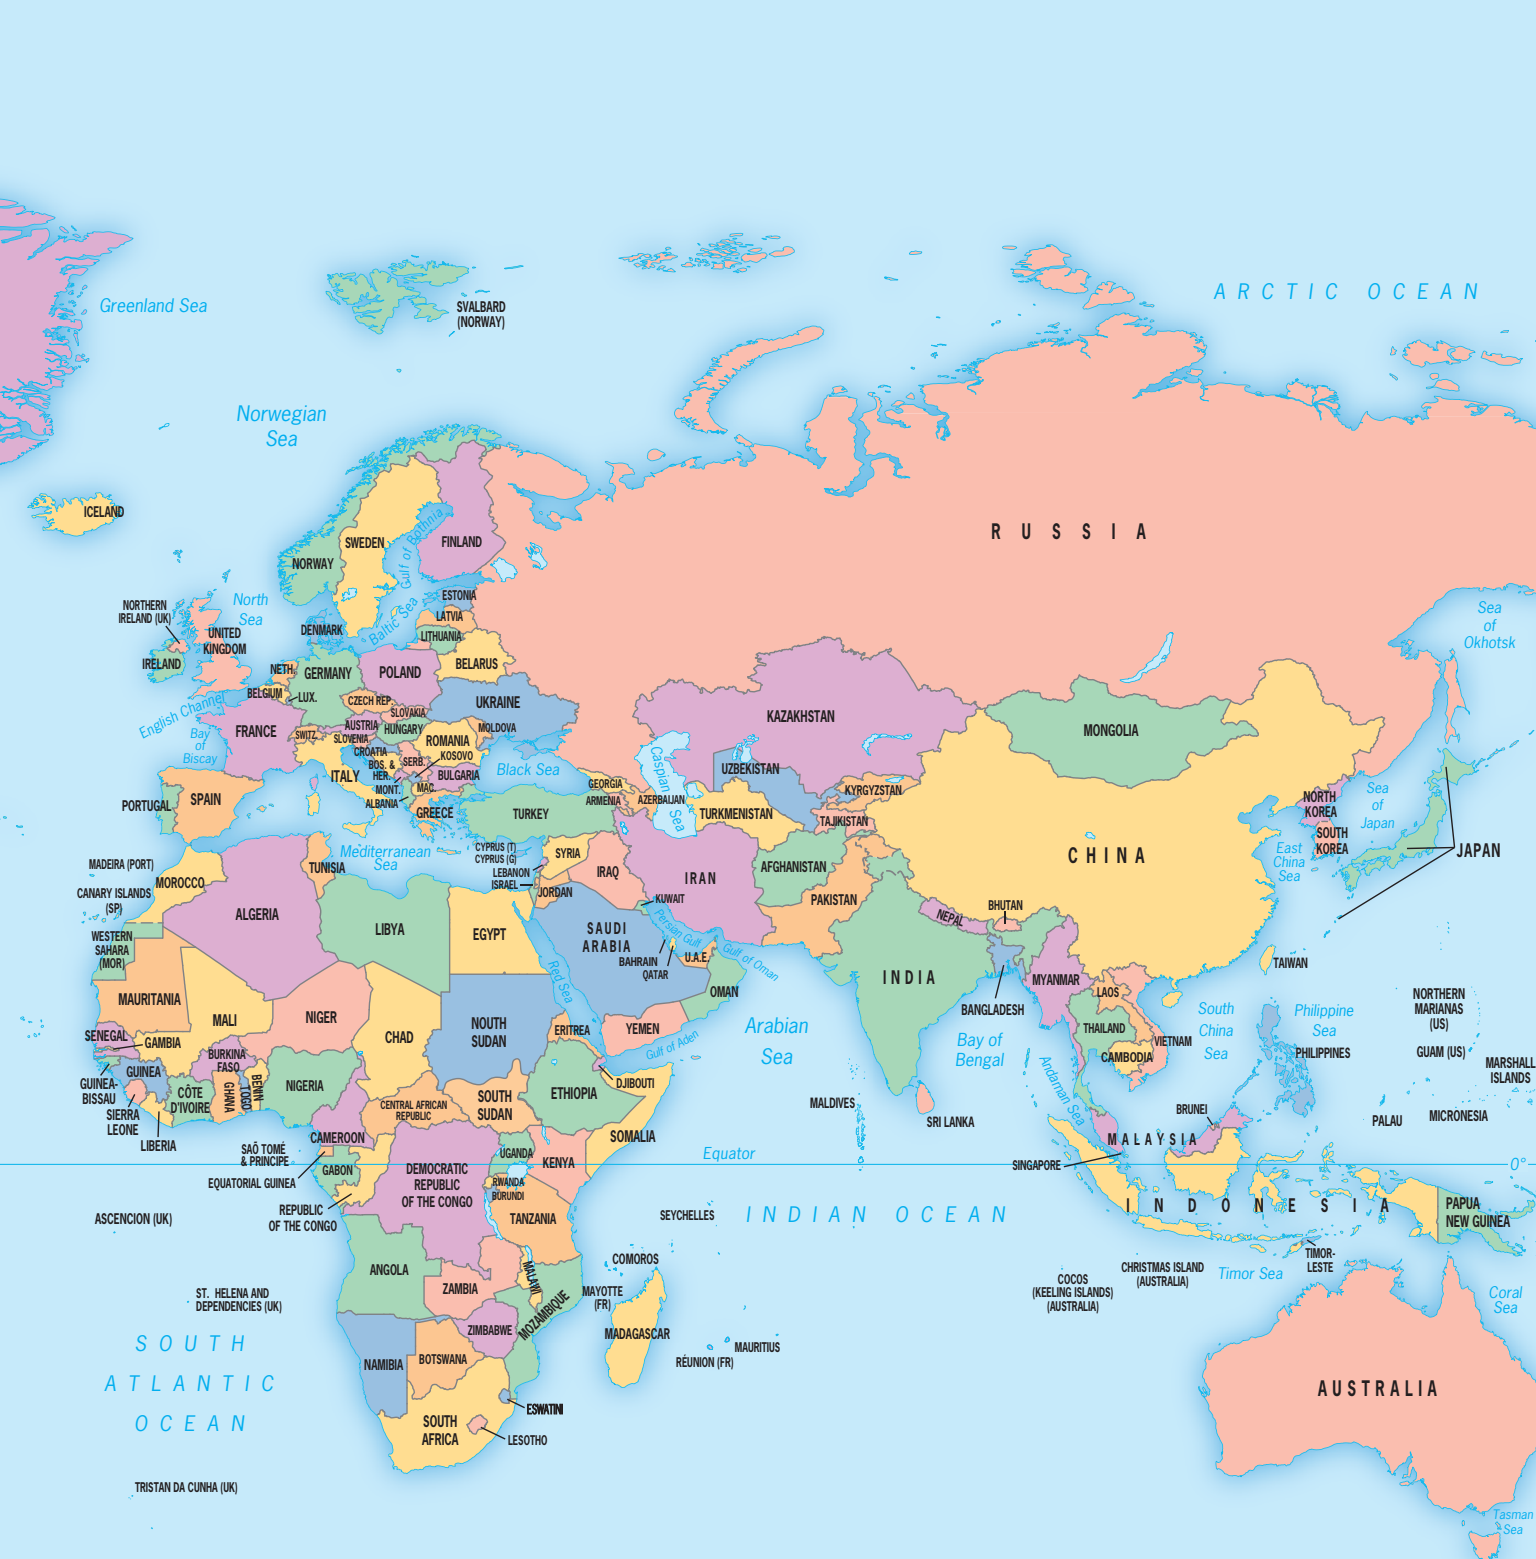 Greenland Sea
SVALBARD
(NORWAY)
ARCTIC OCEAN
Norwegian
Sea
ICELAND
RUSSIA
SWEDEN
FINLAND
NORWAY
Gulf of Bothnia
North
Sea
ESTONIA
LATVIA
Baltic Sea
LITHUANIA
NORTHERN
IRELAND (UK)
UNITED
KINGDOM
DENMARK
Sea
of
Okhotsk
IRELAND
NETH.
GERMANY
POLAND
BELARUS
BELGIUM
LUX.
CZECH REP.
UKRAINE
English Channel
SLOVAKIA
FRANCE
AUSTRIA
HUNGARY
MOLDOVA
SWITZ.
SLOVENIA
ROMANIA
Bay
of
Biscay
CROATIA
BOS. &
HER.
SERB.
KOSOVO
ITALY
BULGARIA
MONT.
MAC.
ALBANIA
GREECE
Black Sea
KAZAKHSTAN
MONGOLIA
Caspian Sea
UZBEKISTAN
GEORGIA
ARMENIA
AZERBAIJAN
KYRGYZSTAN
TURKMENISTAN
TAJIKISTAN
PORTUGAL
SPAIN
TURKEY
NORTH
KOREA
SOUTH
KOREA
Sea
of
Japan
East
China
Sea
JAPAN
CHINA
Mediterranean
Sea
CYPRUS (T)
CYPRUS (G)
LEBANON
ISRAEL
SYRIA
JORDAN
IRAQ
IRAN
AFGHANISTAN
PAKISTAN
MADEIRA (PORT)
MOROCCO
TUNISIA
CANARY ISLANDS
(SP)
ALGERIA
LIBYA
EGYPT
KUWAIT
SAUDI
ARABIA
Persian Gulf
Gulf of Oman
BAHRAIN
QATAR
U.A.E.
OMAN
NEPAL
BHUTAN
WESTERN
SAHARA
(MOR)
Red Sea
INDIA
BANGLADESH
MYANMAR
LAOS
TAIWAN
MAURITANIA
MALI
NIGER
CHAD
NOUTH
SUDAN
ERITREA
YEMEN
Gulf of Aden
Arabian
Sea
Bay of
Bengal
THAILAND
VIETNAM
CAMBODIA
South
China
Sea
Philippine
Sea
PHILIPPINES
NORTHERN
MARIANAS
(US)
GUAM (US)
MARSHALL
ISLANDS
SENEGAL
GAMBIA
BURKINA
FASO
GUINEA
GUINEA-
BISSAU
SIERRA
LEONE
LIBERIA
CÔTE
D'IVOIRE
GHANA
TOGO
BENIN
NIGERIA
DJIBOUTI
ETHIOPIA
CENTRAL AFRICAN
REPUBLIC
SOUTH
SUDAN
SOMALIA
MALDIVES
SRI LANKA
Andaman Sea
BRUNEI
MALAYSIA
PALAU
MICRONESIA
CAMEROON
SAÕ TOMÉ
& PRINCIPE
EQUATORIAL GUINEA
GABON
REPUBLIC
OF THE CONGO
DEMOCRATIC
REPUBLIC
OF THE CONGO
UGANDA
KENYA
RWANDA
BURUNDI
TANZANIA
Equator
SINGAPORE
0°
INDONESIA
PAPUA
NEW GUINEA
ASCENCION (UK)
SEYCHELLES
INDIAN OCEAN
COMOROS
TIMOR-
LESTE
Timor Sea
CHRISTMAS ISLAND
(AUSTRALIA)
COCOS
(KEELING ISLANDS)
(AUSTRALIA)
Coral
Sea
ANGOLA
ZAMBIA
MALAWI
MOZAMBIQUE
MAYOTTE
(FR)
ST. HELENA AND
DEPENDENCIES (UK)
ZIMBABWE
MADAGASCAR
MAURITIUS
RÉUNION (FR)
SOUTH
ATLANTIC
OCEAN
NAMIBIA
BOTSWANA
AUSTRALIA
SOUTH
AFRICA
ESWATINI
LESOTHO
TRISTAN DA CUNHA (UK)
Tasman
Sea